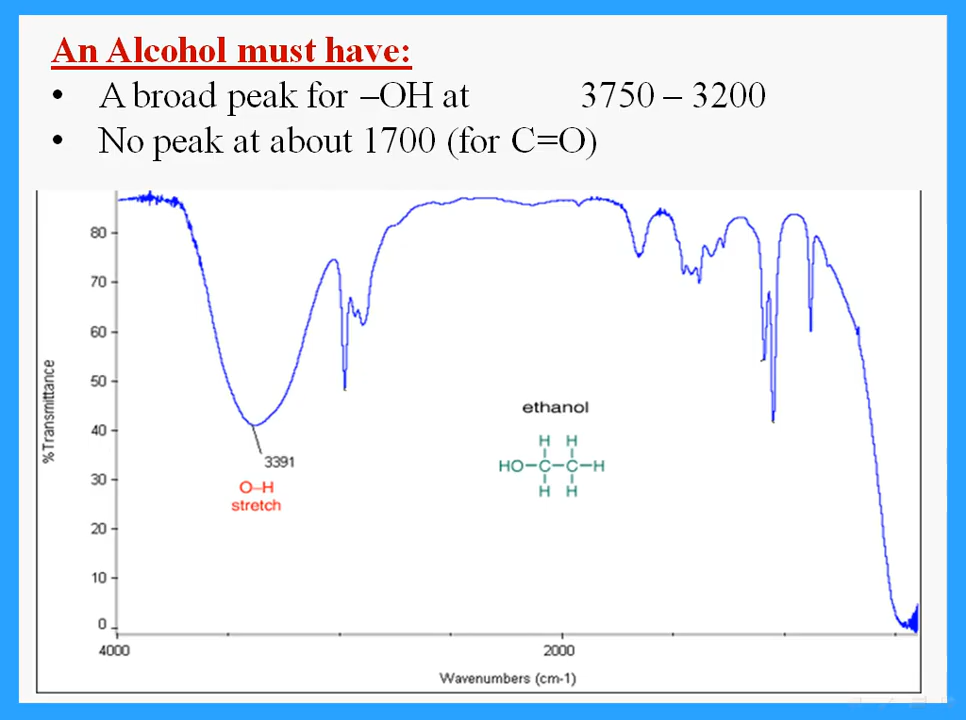 An Alcohol must have:
• A broad peak for –OH at 3750 – 3200
• No peak at about 1700 (for C=O)
80
70
60
50
40
30
20
10
0
%Transmittance
3391
O–H
stretch
ethanol
H H
HO–C–C–H
H H
4000 2000
Wavenumbers (cm-1)